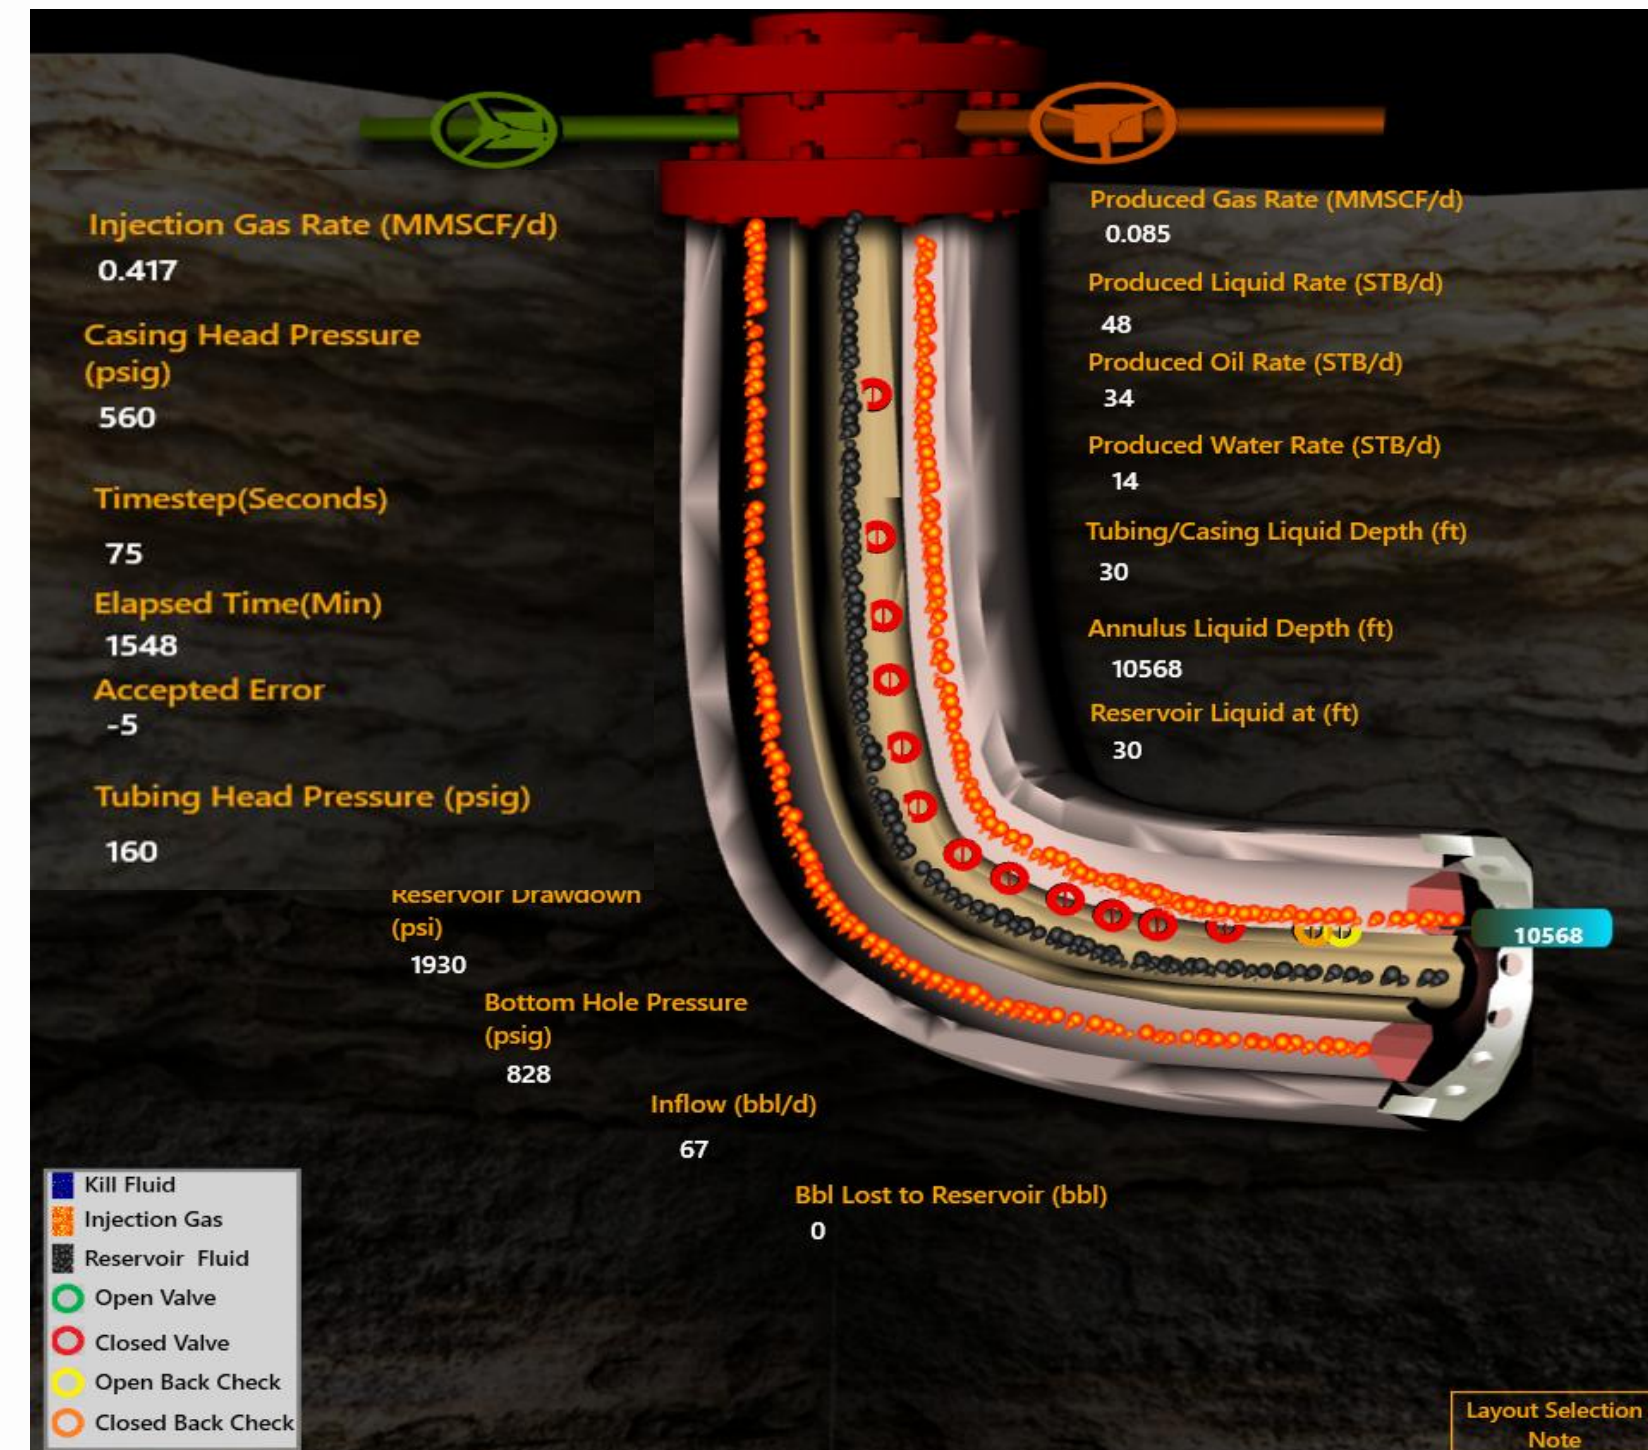 Injection Gas Rate (MMSCF/d)
0.417
Casing Head Pressure
(psig)
560
Timestep(Seconds)
75
Elapsed Time(Min)
1548
Accepted Error
-5
Tubing Head Pressure (psig)
160
Produced Gas Rate (MMSCF/d)
0.085
Produced Liquid Rate (STB/d)
48
Produced Oil Rate (STB/d)
34
Produced Water Rate (STB/d)
14
Tubing/Casing Liquid Depth (ft)
30
Annulus Liquid Depth (ft)
10568
Reservoir Liquid at (ft)
30
10568
Reservoir Drawdown
(psi)
1930
Bottom Hole Pressure
(psig)
828
Inflow (bbl/d)
67
Bbl Lost to Reservoir (bbl)
0
Kill Fluid
Injection Gas
Reservoir Fluid
Open Valve
Closed Valve
Open Back Check
Closed Back Check
Layout Selection
Note